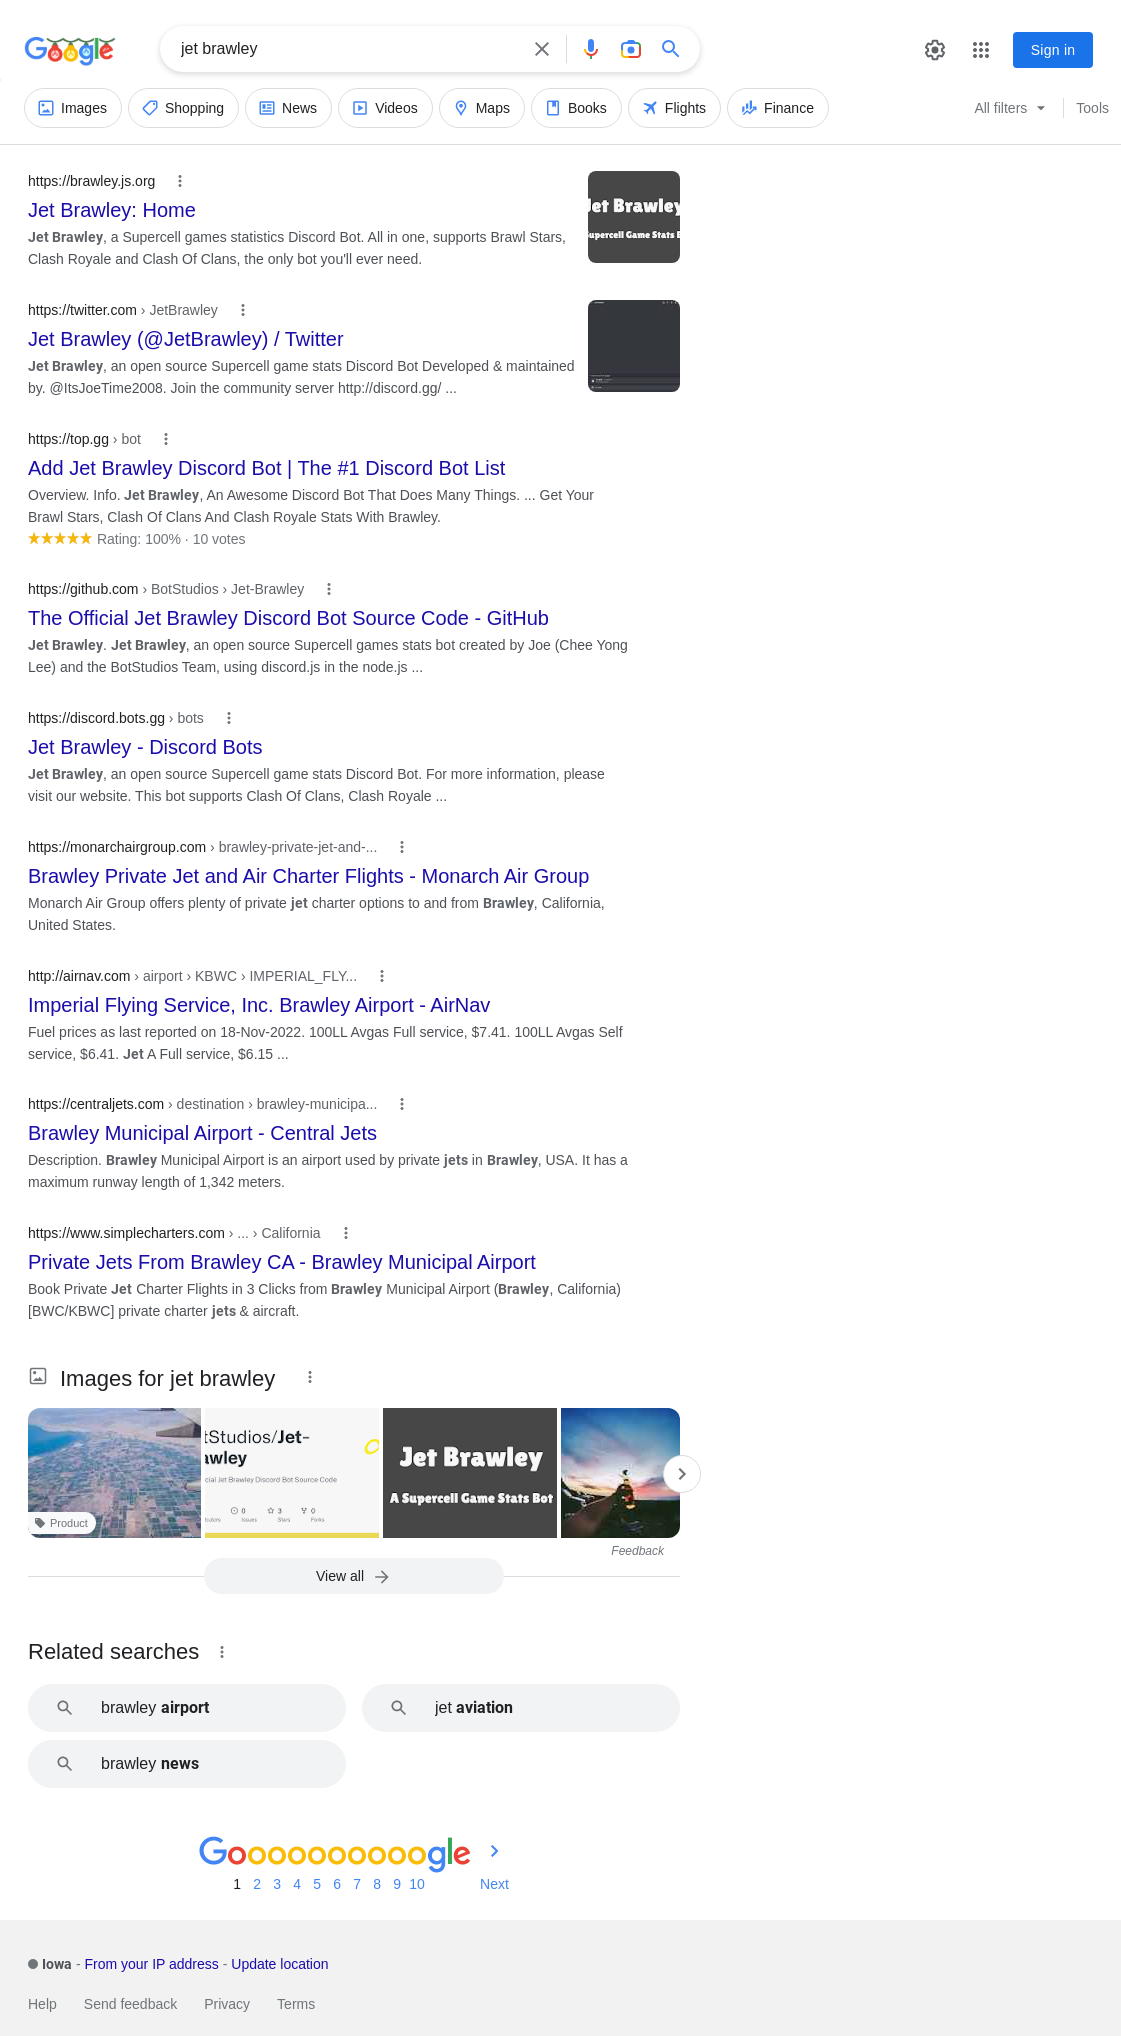 Google
jet brawley
Sign in
Images
Shopping
News
Videos
Maps
Books
Flights
Finance
All filters
Tools
https://brawley.js.org
Jet Brawley: Home
Jet Brawley, a Supercell games statistics Discord Bot. All in one, supports Brawl Stars,
Clash Royale and Clash Of Clans, the only bot you'll ever need.
Jet Brawley
Supercell Game Stats B
https://twitter.com › JetBrawley
Jet Brawley (@JetBrawley) / Twitter
Jet Brawley, an open source Supercell game stats Discord Bot Developed & maintained
by. @ItsJoeTime2008. Join the community server http://discord.gg/ ...
https://top.gg › bot
Add Jet Brawley Discord Bot | The #1 Discord Bot List
Overview. Info. Jet Brawley, An Awesome Discord Bot That Does Many Things. ... Get Your
Brawl Stars, Clash Of Clans And Clash Royale Stats With Brawley.
Rating: 100% · 10 votes
https://github.com › BotStudios › Jet-Brawley
The Official Jet Brawley Discord Bot Source Code - GitHub
Jet Brawley. Jet Brawley, an open source Supercell games stats bot created by Joe (Chee Yong
Lee) and the BotStudios Team, using discord.js in the node.js ...
https://discord.bots.gg › bots
Jet Brawley - Discord Bots
Jet Brawley, an open source Supercell game stats Discord Bot. For more information, please
visit our website. This bot supports Clash Of Clans, Clash Royale ...
https://monarchairgroup.com › brawley-private-jet-and-...
Brawley Private Jet and Air Charter Flights - Monarch Air Group
Monarch Air Group offers plenty of private jet charter options to and from Brawley, California,
United States.
http://airnav.com › airport › KBWC › IMPERIAL_FLY...
Imperial Flying Service, Inc. Brawley Airport - AirNav
Fuel prices as last reported on 18-Nov-2022. 100LL Avgas Full service, $7.41. 100LL Avgas Self
service, $6.41. Jet A Full service, $6.15 ...
https://centraljets.com › destination › brawley-municipa...
Brawley Municipal Airport - Central Jets
Description. Brawley Municipal Airport is an airport used by private jets in Brawley, USA. It has a
maximum runway length of 1,342 meters.
https://www.simplecharters.com › ... › California
Private Jets From Brawley CA - Brawley Municipal Airport
Book Private Jet Charter Flights in 3 Clicks from Brawley Municipal Airport (Brawley, California)
[BWC/KBWC] private charter jets & aircraft.
Images for jet brawley
Product
tStudios/Jet-
awley
cial Jet Brawley Discord Bot Source Code
0
3
0
Issues
Stars
Forks
Jet Brawley
A Supercell Game Stats Bot
Feedback
View all
Related searches
brawley airport
jet aviation
brawley news
Goooooooooogle
1 2 3 4 5 6 7 8 9 10
Next
Iowa - From your IP address - Update location
Help
Send feedback
Privacy
Terms